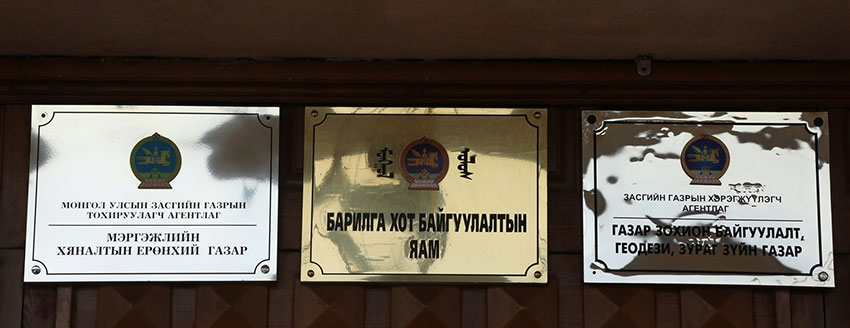 МОНГОЛ УЛСЫН ЗАСГИЙН ГАЗРЫН
ТОХИРУУЛАГЧ АГЕНТЛАГ
МЭРГЭЖЛИЙН
ХЯНАЛТЫН ЕРӨНХИЙ ГАЗАР
БАРИЛГА ХОТ БАЙГУУЛАЛТЫН
ЯАМ
ЗАСГИЙН ГАЗРЫН ХЭРЭГЖҮҮЛЭГЧ
АГЕНТЛАГ
ГАЗАР ЗОХИОН БАЙГУУЛАЛТ,
ГЕОДЕЗИ, ЗУРАГ ЗҮЙН ГАЗАР